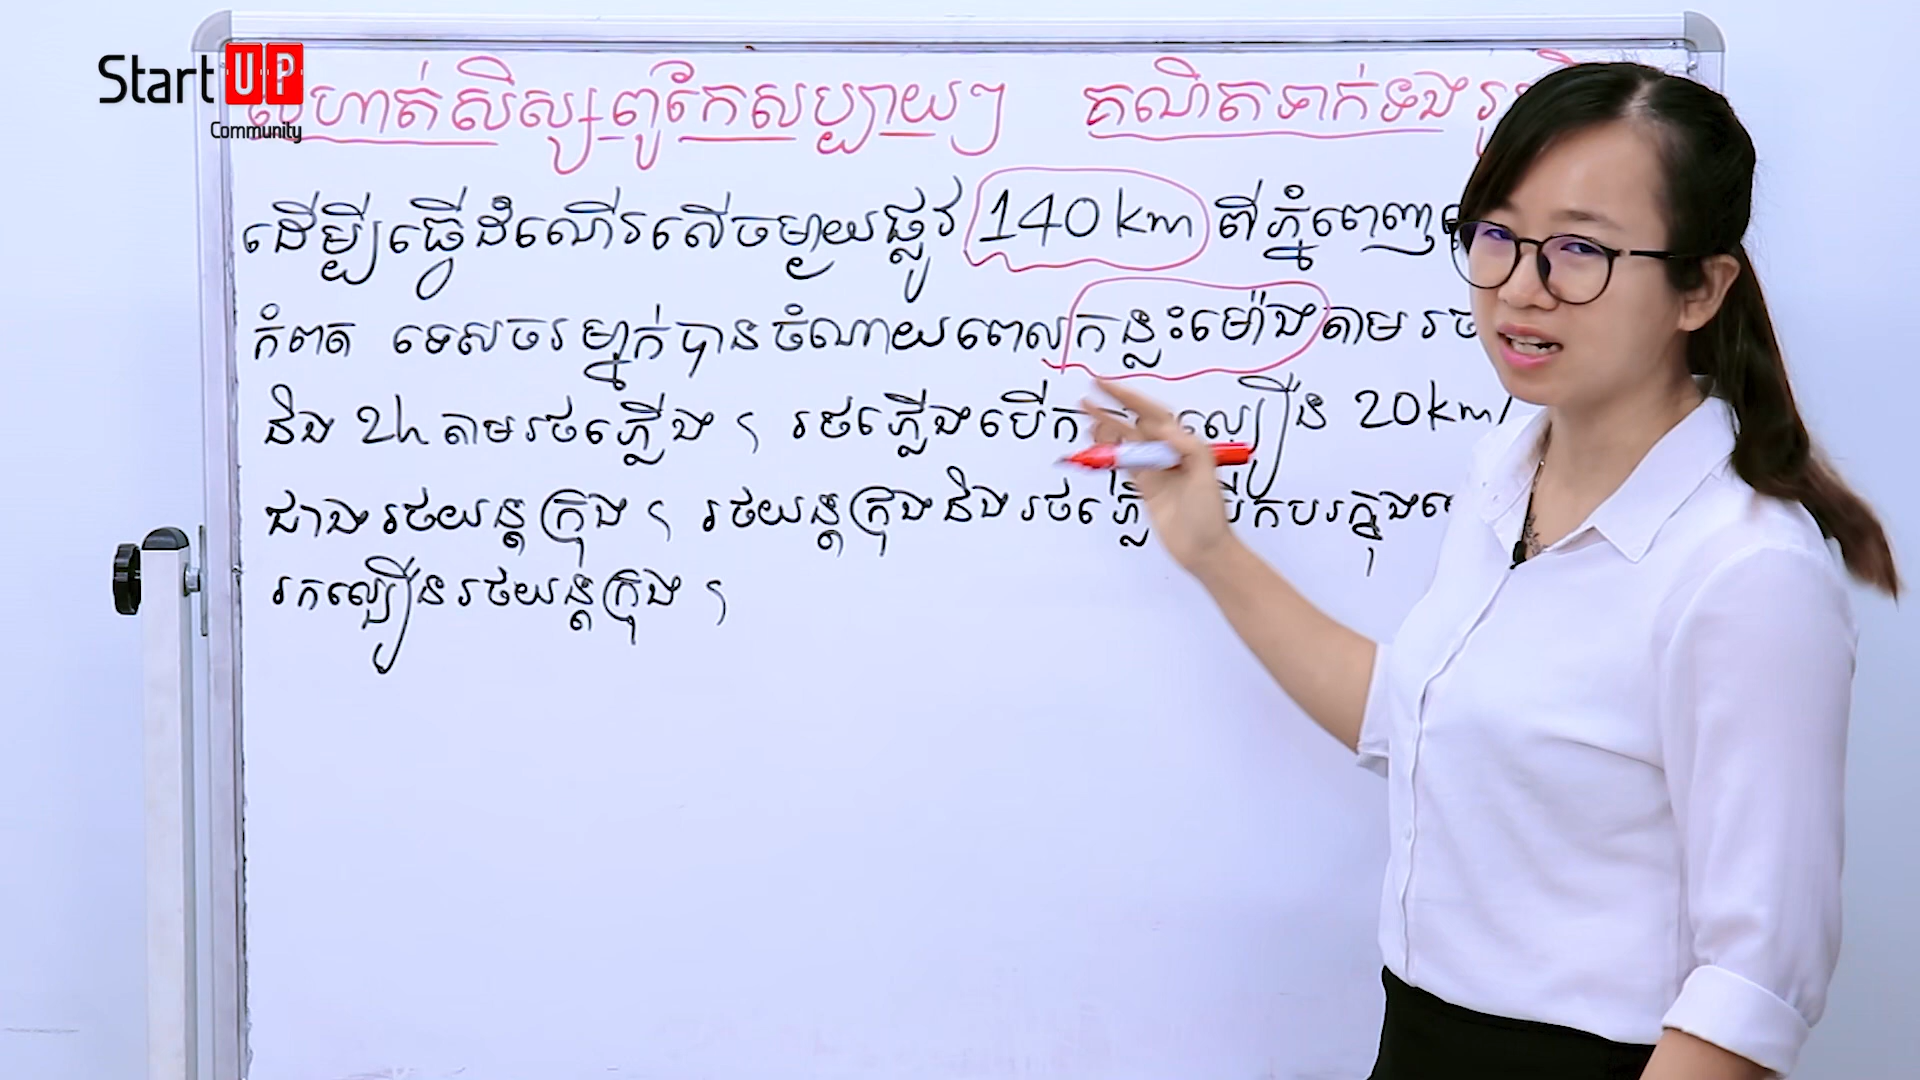 StartUP
Community
លំហាត់សិស្សពូកែសប្បាយៗ គណិតទាក់ទង
ដើម្បីធ្វើដំណើរលើចម្ងាយផ្លូវ 140 km ពីភ្នំពេញ
កំពត ទេសចរម្នាក់បានចំណាយពេលកន្លះម៉ោងតាម រថ
និង 2h តាមរថភ្លើង ។ រថភ្លើងបើក ល្បឿន 20 km/
ជាងរថយន្តក្រុង ។ រថយន្តក្រុងនិងរថភ្លើង បើកបរក្នុង
រកល្បឿនរថយន្តក្រុង ។